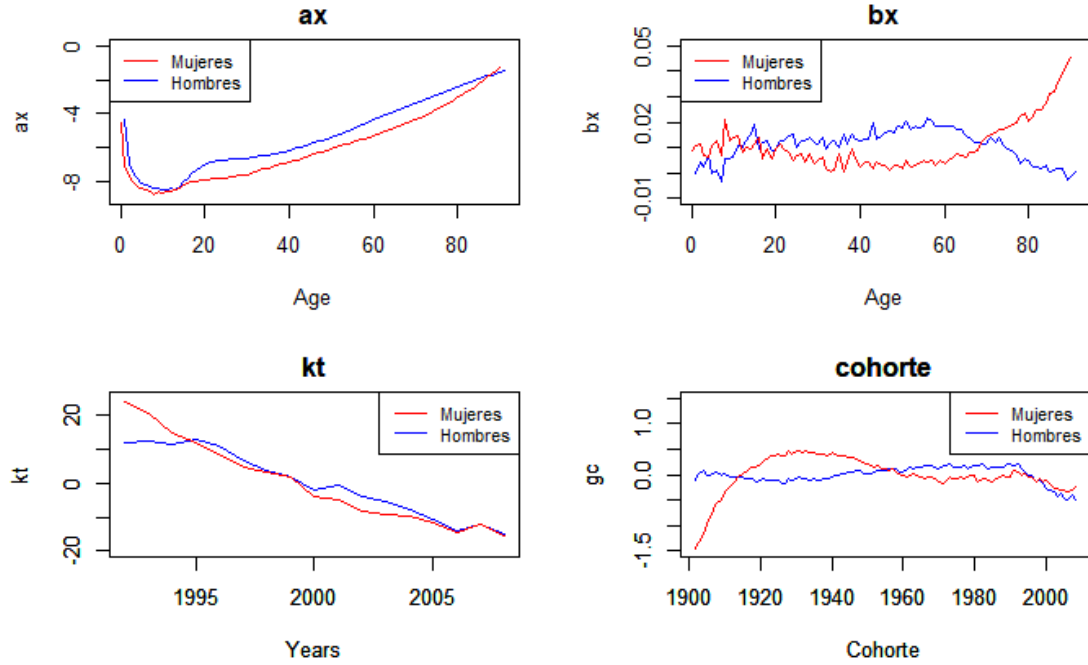 ax
0
-4
-8
ax
Mujeres
Hombres
0 20 40 60 80
Age
bx
0.05
0.02
-0.01
bx
Mujeres
Hombres
0 20 40 60 80
Age
kt
20
0
-20
kt
Mujeres
Hombres
1995 2000 2005
Years
cohorte
1.0
0.0
-1.5
gc
Mujeres
Hombres
1900 1920 1940 1960 1980 2000
Cohorte